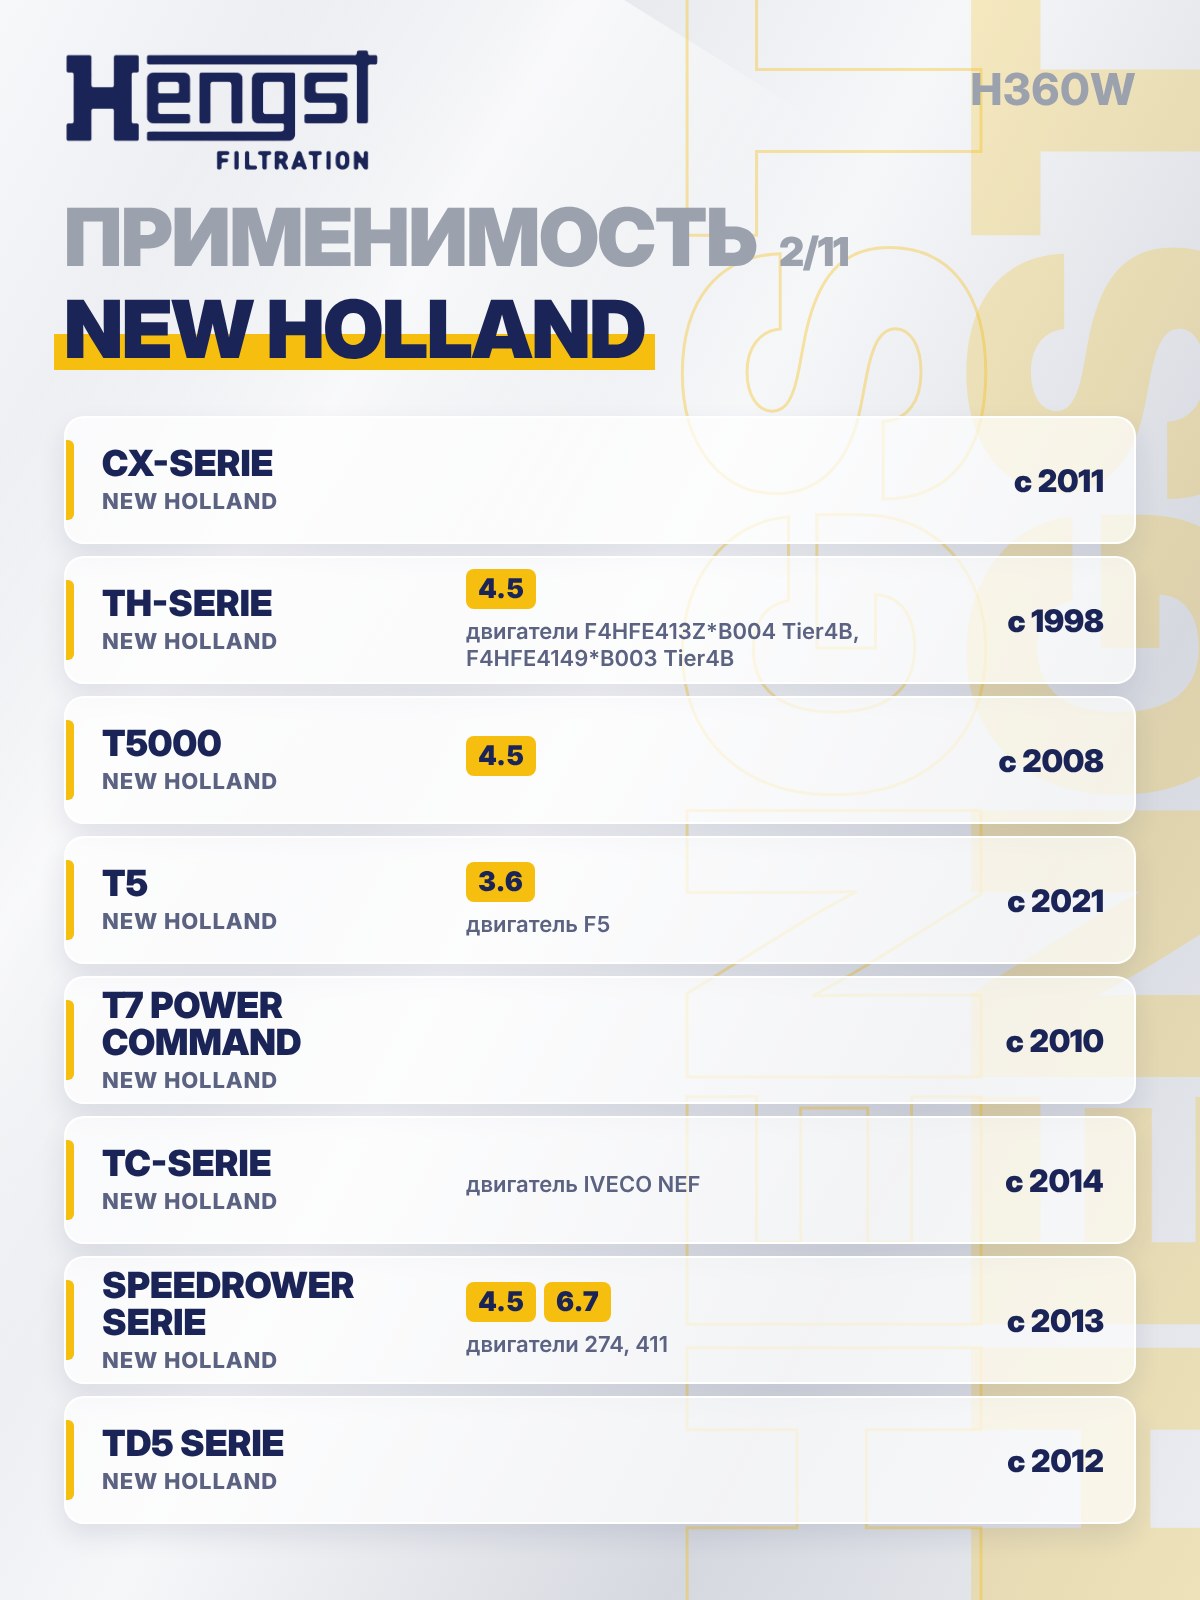 Hengst
FILTRATION
H360W
ПРИМЕНИМОСТЬ 2/11
NEW HOLLAND
CX-SERIE
NEW HOLLAND
с 2011
TH-SERIE
NEW HOLLAND
4.5
двигатели F4HFE413Z*B004 Tier4B,
F4HFE4149*B003 Tier4B
с 1998
T5000
NEW HOLLAND
4.5
с 2008
T5
NEW HOLLAND
3.6
двигатель F5
с 2021
T7 POWER
COMMAND
NEW HOLLAND
с 2010
TC-SERIE
NEW HOLLAND
двигатель IVECO NEF
с 2014
SPEEDROWER
SERIE
NEW HOLLAND
4.5 6.7
двигатели 274, 411
с 2013
TD5 SERIE
NEW HOLLAND
с 2012
HENGST
HENGST